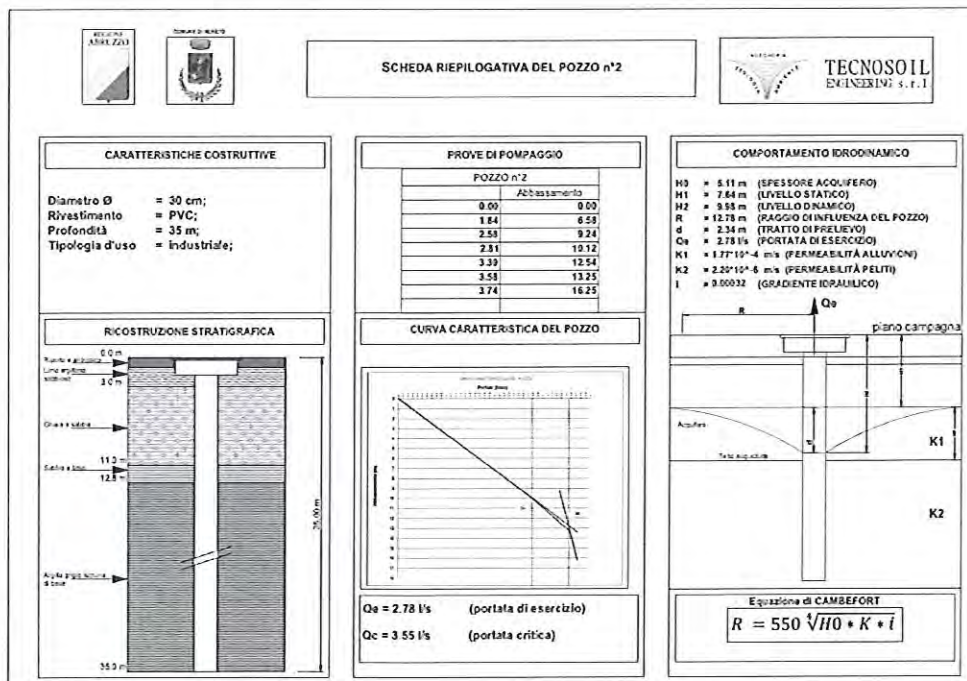 REGIONE
ABRUZZO
SCHEDA RIEPILOGATIVA DEL POZZO n°2
TECNOSOIL
ENGINEERING s.r.l
CARATTERISTICHE COSTRUTTIVE
Diametro Ø = 30 cm;
Rivestimento = PVC;
Profondità = 35 m;
Tipologia d'uso = industriale;
RICOSTRUZIONE STRATIGRAFICA
0.0 m
3.0 m
Ghiaia e sabbia
11.0 m
12.8 m
35.00 m
35.0 m
PROVE DI POMPAGGIO
POZZO n°2
Abbassamento
0.00 0.00
1.84 6.58
2.58 9.24
2.81 10.12
3.39 12.54
3.58 13.25
3.74 16.25
CURVA CARATTERISTICA DEL POZZO
Qe = 2.78 l/s (portata di esercizio)
Qc = 3.55 l/s (portata critica)
COMPORTAMENTO IDRODINAMICO
H0 = 5.11 m (SPESSORE ACQUIFERO)
H1 = 7.64 m (LIVELLO STATICO)
H2 = 9.98 m (LIVELLO DINAMICO)
R = 12.78 m (RAGGIO DI INFLUENZA DEL POZZO)
d = 2.34 m (TRATTO DI PRELIEVO)
Qe = 2.78 l/s (PORTATA DI ESERCIZIO)
K1 = 1.77*10^-4 m/s (PERMEABILITÀ ALLUVIONI)
K2 = 2.20*10^-6 m/s (PERMEABILITÀ PELITI)
i = 0.00032 (GRADIENTE IDRAULICO)
Qe
R
piano campagna
Acquifero
d
K1
K2
Equazione di CAMBEFORT
R = 550 ∜H0 * K * i